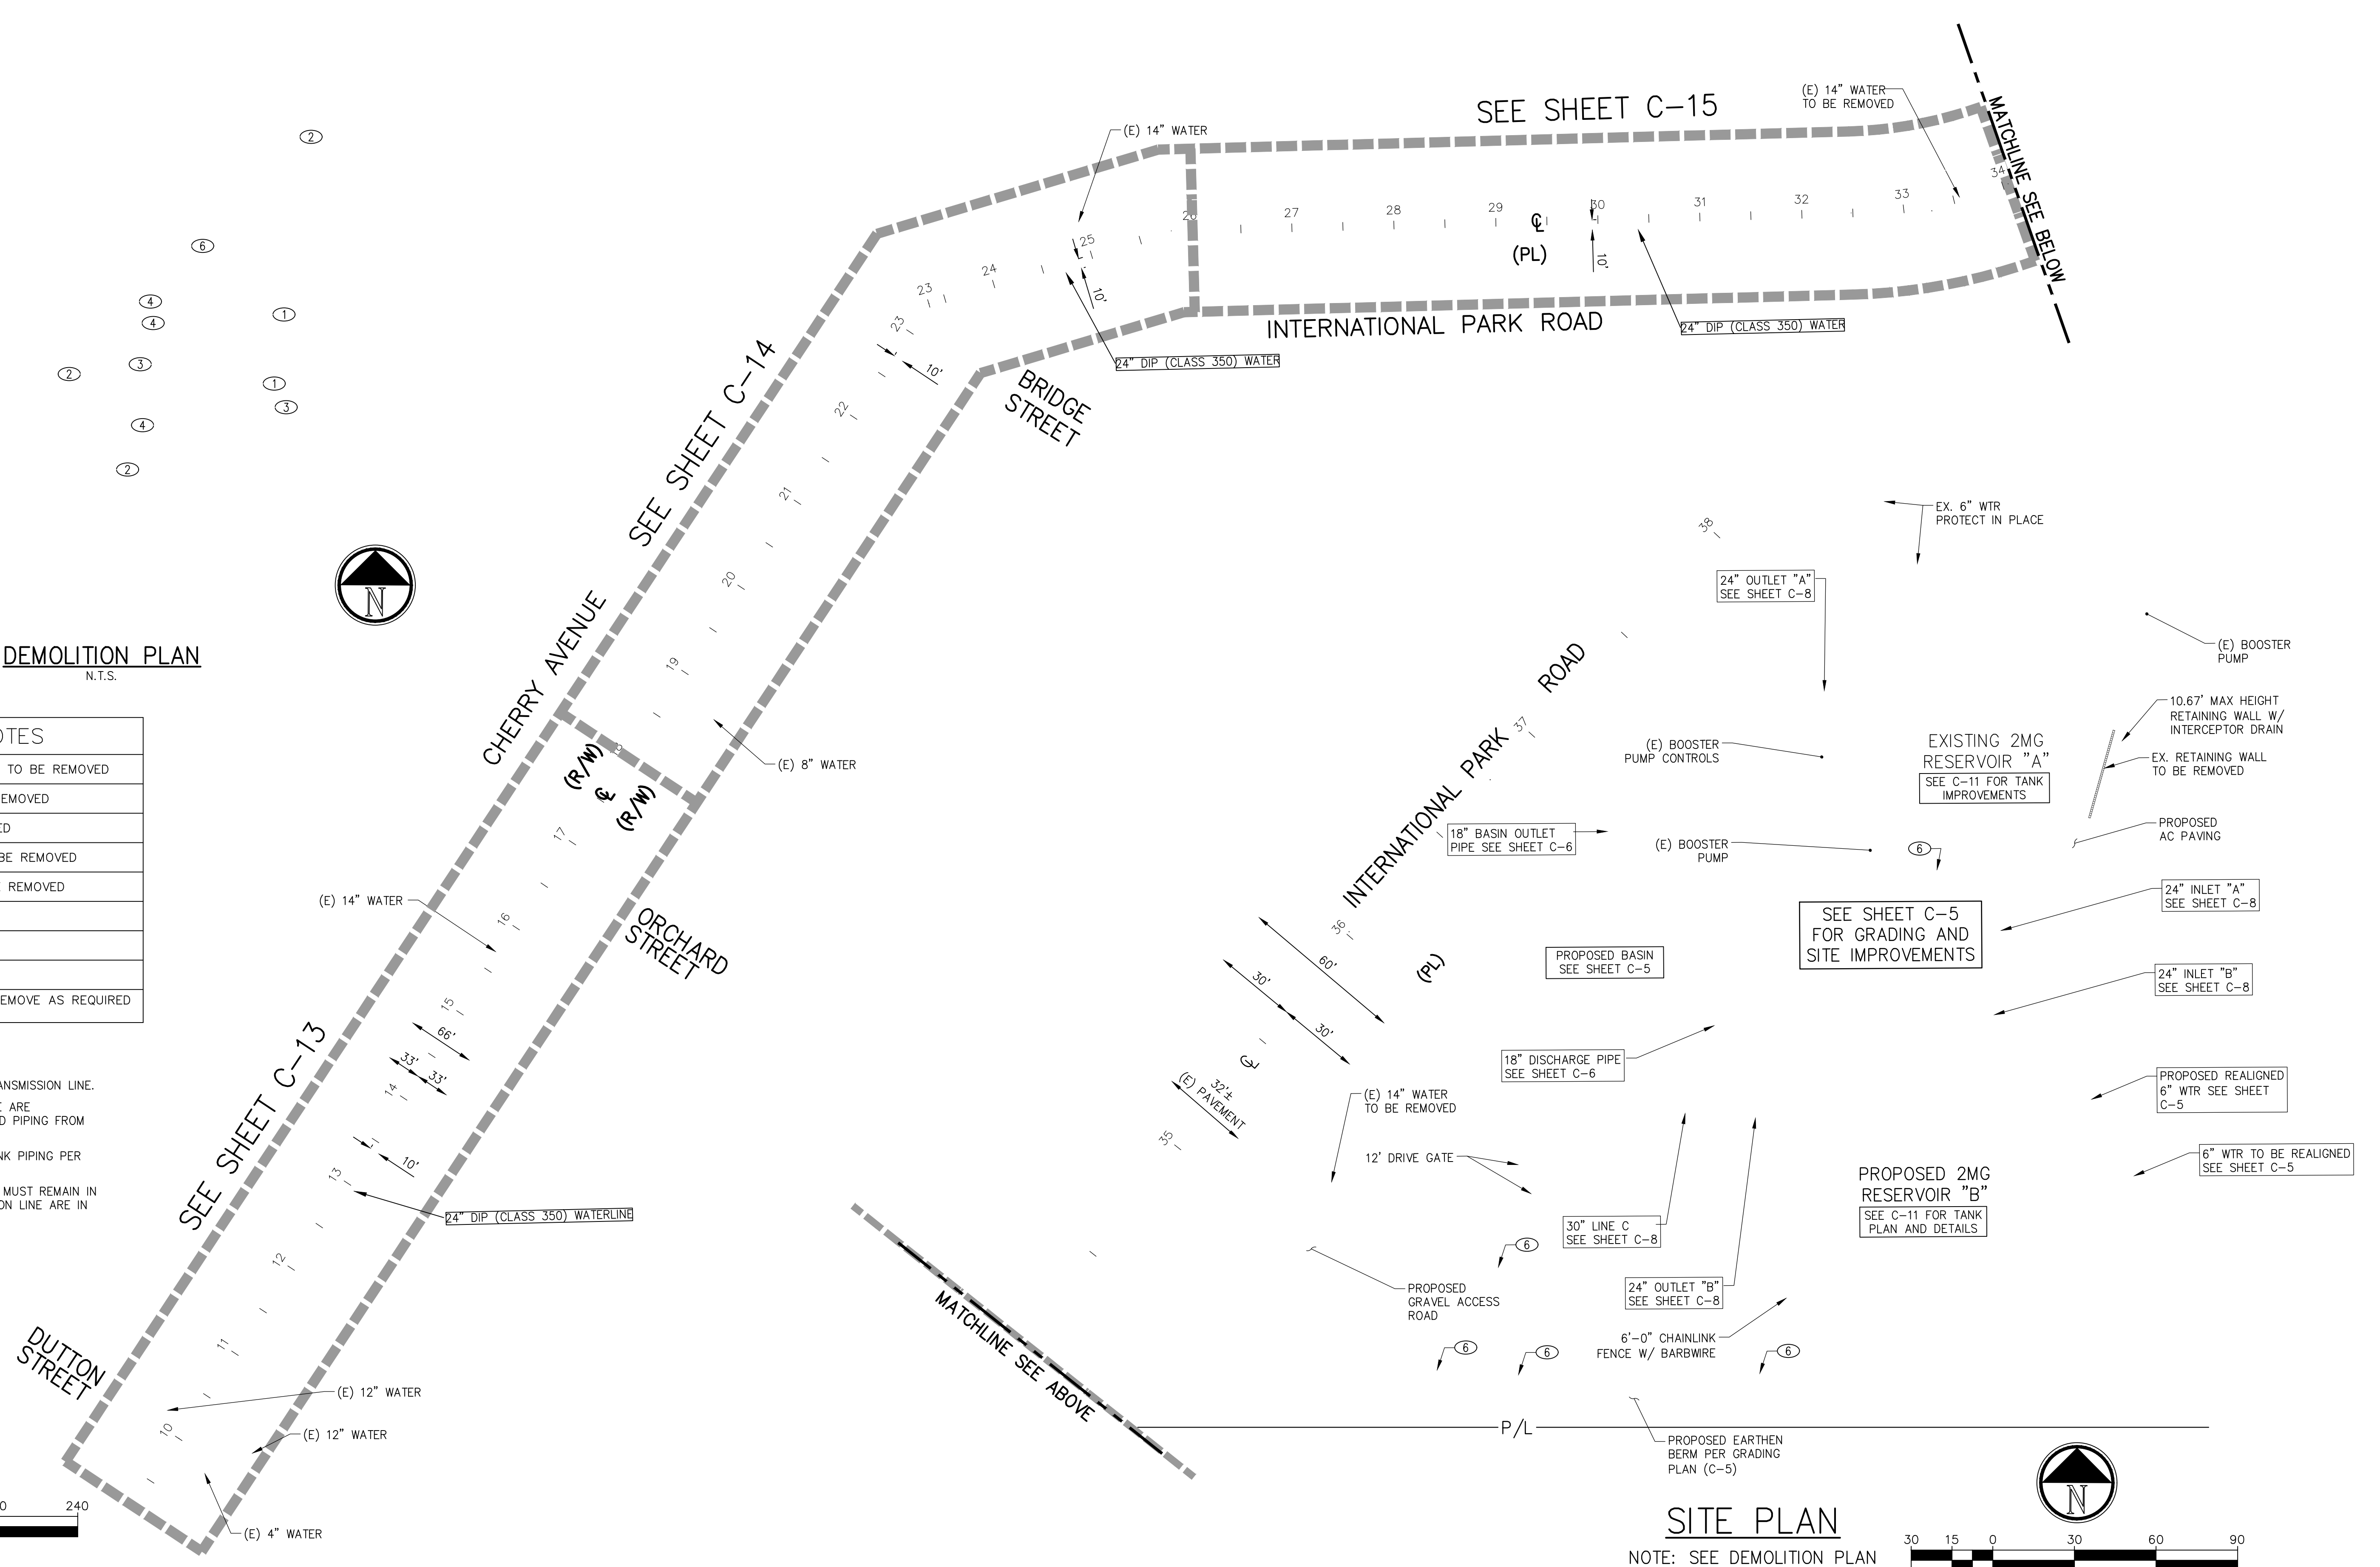 SEE SHEET C-15
(E) 14" WATER
TO BE REMOVED
MATCHLINE SEE BELOW
(E) 14" WATER
2
6
4
4
1
3
2
1
3
4
2
26
27
28
29
30
31
32
33
34
℄
(PL)
10'
25
24
23
23
10'
10'
24" DIP (CLASS 350) WATER
INTERNATIONAL PARK ROAD
24" DIP (CLASS 350) WATER
BRIDGE
STREET
SEE SHEET C-14
22
21
20
19
N
DEMOLITION PLAN
N.T.S.
CHERRY AVENUE
(R/W)
℄
(R/W)
(E) 8" WATER
TO BE REMOVED
EMOVED
ED
BE REMOVED
REMOVED
EMOVE AS REQUIRED
17
16
15
14
13
12
11
10
(E) 14" WATER
ORCHARD
STREET
66'
33'
33'
10'
SEE SHEET C-13
24" DIP (CLASS 350) WATERLINE
ANSMISSION LINE.
E ARE
D PIPING FROM
NK PIPING PER
MUST REMAIN IN
ON LINE ARE IN
DUTTON
STREET
(E) 12" WATER
(E) 12" WATER
(E) 4" WATER
240
EX. 6" WTR
PROTECT IN PLACE
38
37
36
35
24" OUTLET "A"
SEE SHEET C-8
(E) BOOSTER
PUMP
INTERNATIONAL PARK ROAD
10.67' MAX HEIGHT
RETAINING WALL W/
INTERCEPTOR DRAIN
(E) BOOSTER
PUMP CONTROLS
EXISTING 2MG
RESERVOIR "A"
SEE C-11 FOR TANK
IMPROVEMENTS
EX. RETAINING WALL
TO BE REMOVED
18" BASIN OUTLET
PIPE SEE SHEET C-6
(E) BOOSTER
PUMP
6
PROPOSED
AC PAVING
24" INLET "A"
SEE SHEET C-8
SEE SHEET C-5
FOR GRADING AND
SITE IMPROVEMENTS
60'
30'
30'
(PL)
℄
32'±
(E) PAVEMENT
PROPOSED BASIN
SEE SHEET C-5
24" INLET "B"
SEE SHEET C-8
18" DISCHARGE PIPE
SEE SHEET C-6
PROPOSED REALIGNED
6" WTR SEE SHEET
C-5
(E) 14" WATER
TO BE REMOVED
12' DRIVE GATE
6" WTR TO BE REALIGNED
SEE SHEET C-5
PROPOSED 2MG
RESERVOIR "B"
SEE C-11 FOR TANK
PLAN AND DETAILS
30" LINE C
SEE SHEET C-8
6
PROPOSED
GRAVEL ACCESS
ROAD
24" OUTLET "B"
SEE SHEET C-8
6'-0" CHAINLINK
FENCE W/ BARBWIRE
6
6
6
MATCHLINE SEE ABOVE
P/L
PROPOSED EARTHEN
BERM PER GRADING
PLAN (C-5)
N
SITE PLAN
NOTE: SEE DEMOLITION PLAN
30 15 0 30 60 90